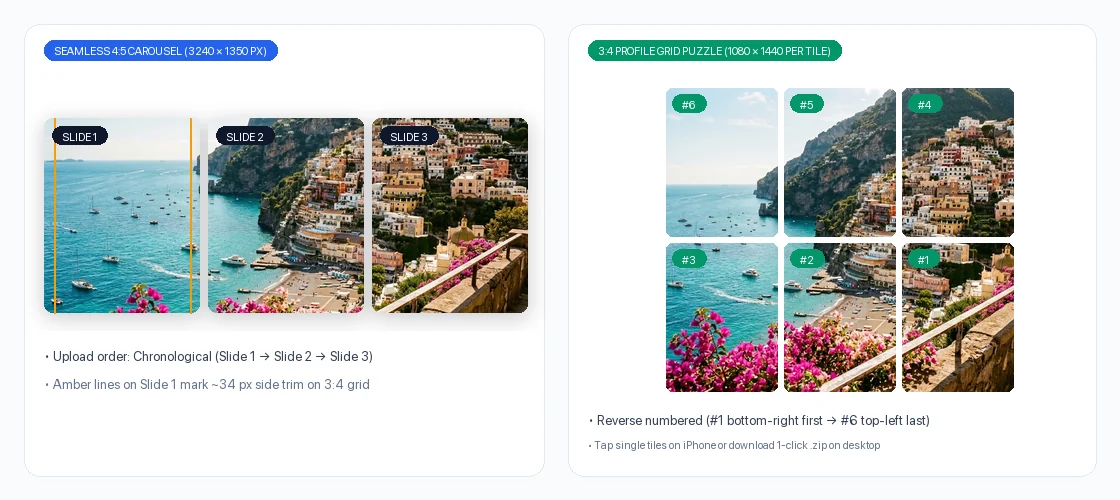 SEAMLESS 4:5 CAROUSEL (3240 × 1350 PX)
SLIDE 1
SLIDE 2
SLIDE 3
• Upload order: Chronological (Slide 1 → Slide 2 → Slide 3)
• Amber lines on Slide 1 mark ~34 px side trim on 3:4 grid
3:4 PROFILE GRID PUZZLE (1080 × 1440 PER TILE)
#6
#5
#4
#3
#2
#1
• Reverse numbered (#1 bottom-right first → #6 top-left last)
• Tap single tiles on iPhone or download 1-click .zip on desktop